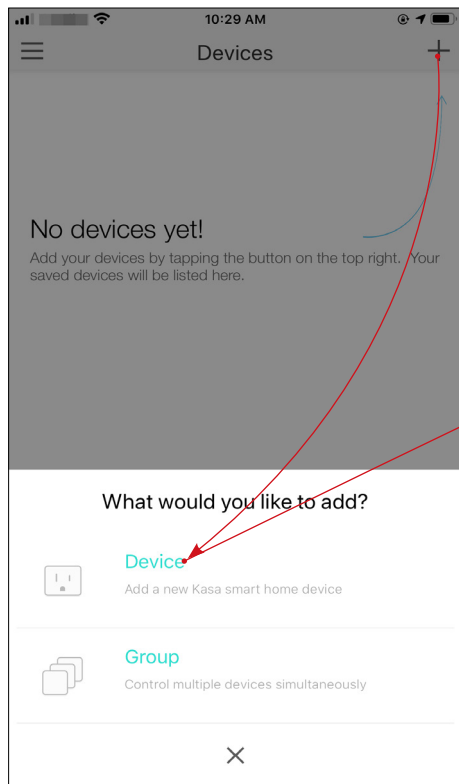 10:29 AM
Devices
No devices yet!
Add your devices by tapping the button on the top right. Your
saved devices will be listed here.
What would you like to add?
Device
Add a new Kasa smart home device
Group
Control multiple devices simultaneously